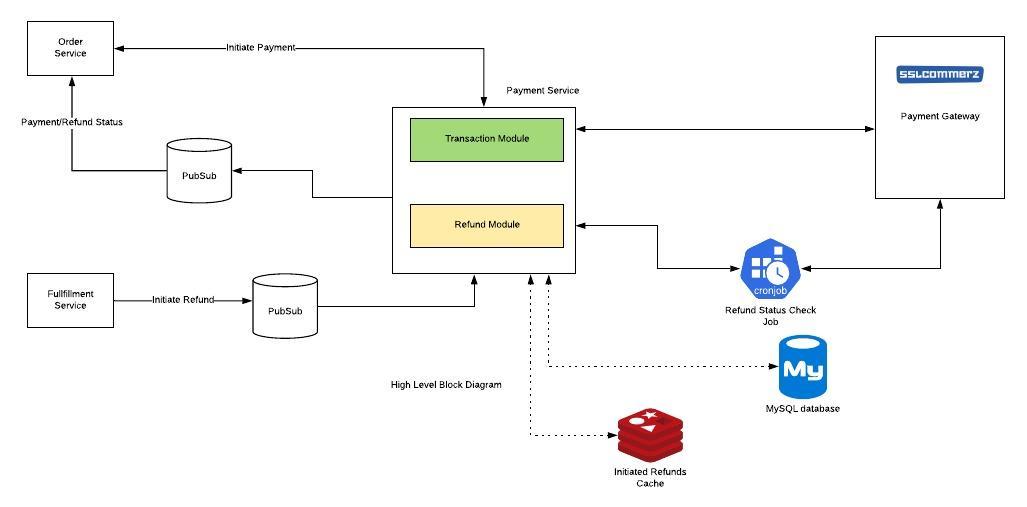 Order
Service
Initiate Payment
Payment Service
sslcommerz
Payment Gateway
Transaction Module
Payment/Refund Status
PubSub
Refund Module
Fullfillment
Service
Initiate Refund
PubSub
cronjob
Refund Status Check
Job
My
MySQL database
High Level Block Diagram
Initiated Refunds
Cache